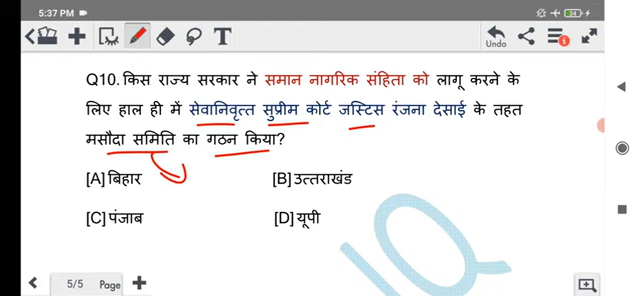 5:37 PM
34
Undo
Q10. किस राज्य सरकार ने समान नागरिक संहिता को लागू करने के
लिए हाल ही में सेवानिवृत्त सुप्रीम कोर्ट जस्टिस रंजना देसाई के तहत
मसौदा समिति का गठन किया?
[A] बिहार [B] उत्तराखंड
[C] पंजाब [D] यूपी
5/5 Page